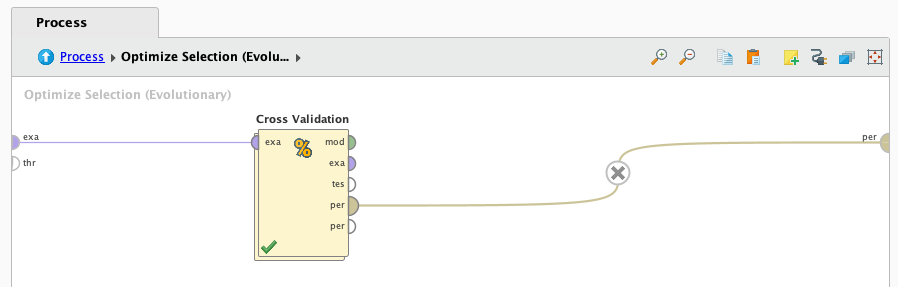 Process
Process Optimize Selection (Evolu...
Optimize Selection (Evolutionary)
Cross Validation
exa
thr
exa
mod
exa
tes
per
per
per